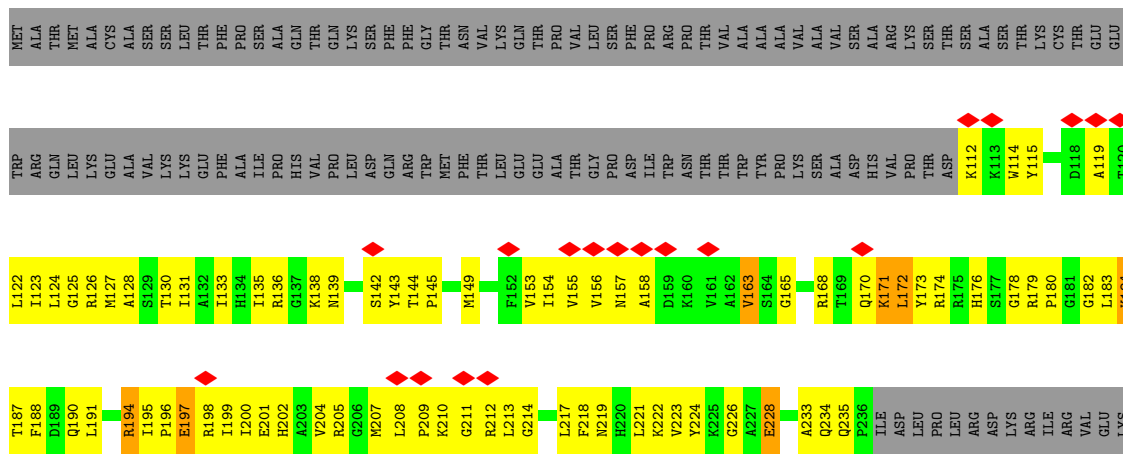 MET ALA THR MET ALA CYS ALA SER SER LEU THR PHE PRO SER ALA GLN THR GLN LYS SER PHE PHE GLY THR ASN VAL LYS GLN THR PRO VAL LEU SER PHE PRO ARG PRO THR VAL ALA ALA ALA VAL ALA VAL SER ALA ARG LYS SER THR SER ALA SER THR LYS CYS THR GLU GLU
TRP ARG GLN LEU LYS GLU ALA VAL LYS LYS GLU PHE ALA ILE PRO HIS VAL PRO LEU ASP GLN ARG TRP MET PHE THR LEU GLU GLU ALA THR GLY PRO ASP ILE TRP ASN THR THR TRP TYR PRO LYS SER ALA ASP HIS VAL PRO THR ASP K112 K113 W114 Y115 D118 A119 T120
L122 I123 L124 G125 R126 M127 A128 S129 T130 I131 A132 I133 H134 I135 R136 G137 K138 N139 S142 Y143 T144 P145 M149 F152 V153 I154 V155 V156 N157 A158 D159 K160 V161 A162 V163 S164 G165 R168 T169 Q170 K171 L172 Y173 R174 R175 H176 S177 G178 R179 P180 G181 G182 L183
T187 F188 D189 Q190 L191 R194 I195 P196 E197 R198 I199 I200 E201 H202 A203 V204 R205 G206 M207 L208 P209 K210 G211 R212 L213 G214 L217 F218 N219 H220 L221 K222 V223 Y224 K225 G226 A227 E228 A233 Q234 Q235 P236 ILE ASP LEU PRO LEU ARG ASP LYS ARG ILE ARG VAL GLU LYS